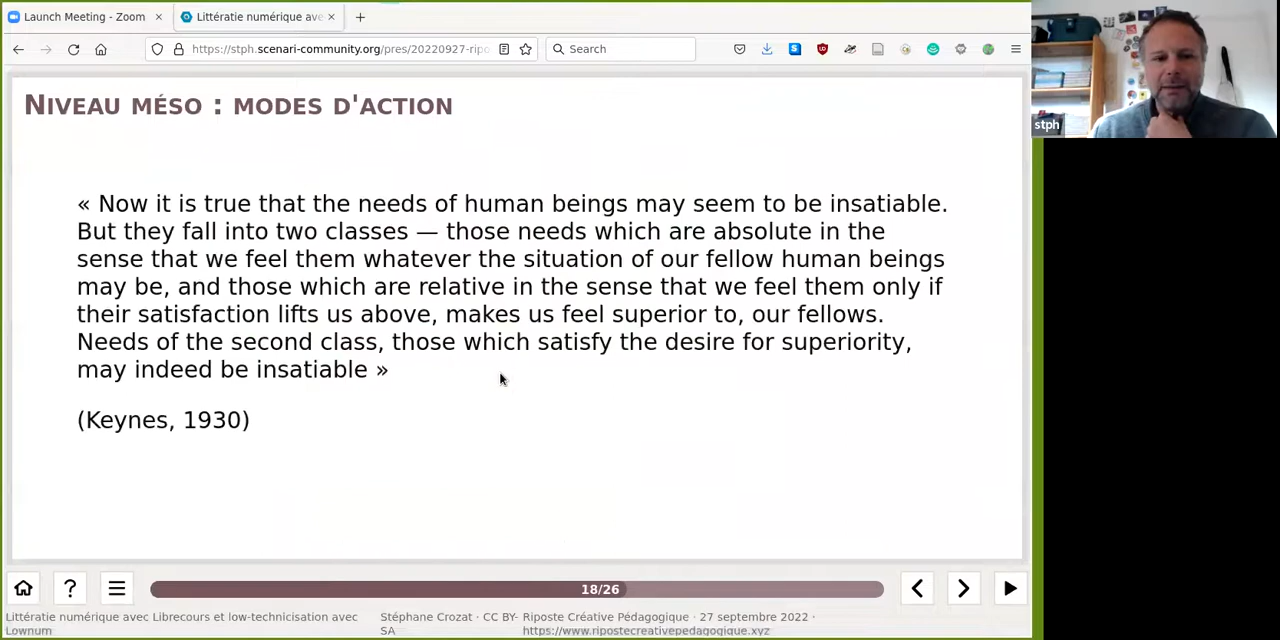 Launch Meeting - Zoom
Littératie numérique ave
https://stph.scenari-community.org/pres/20220927-ripo
Search
NIVEAU MÉSO : MODES D'ACTION
« Now it is true that the needs of human beings may seem to be insatiable.
But they fall into two classes — those needs which are absolute in the
sense that we feel them whatever the situation of our fellow human beings
may be, and those which are relative in the sense that we feel them only if
their satisfaction lifts us above, makes us feel superior to, our fellows.
Needs of the second class, those which satisfy the desire for superiority,
may indeed be insatiable »
(Keynes, 1930)
stph
18/26
Littératie numérique avec Librecours et low-technicisation avec
Lownum
Stéphane Crozat · CC BY-
SA
Riposte Créative Pédagogique · 27 septembre 2022 ·
https://www.ripostecreativepedagogique.xyz